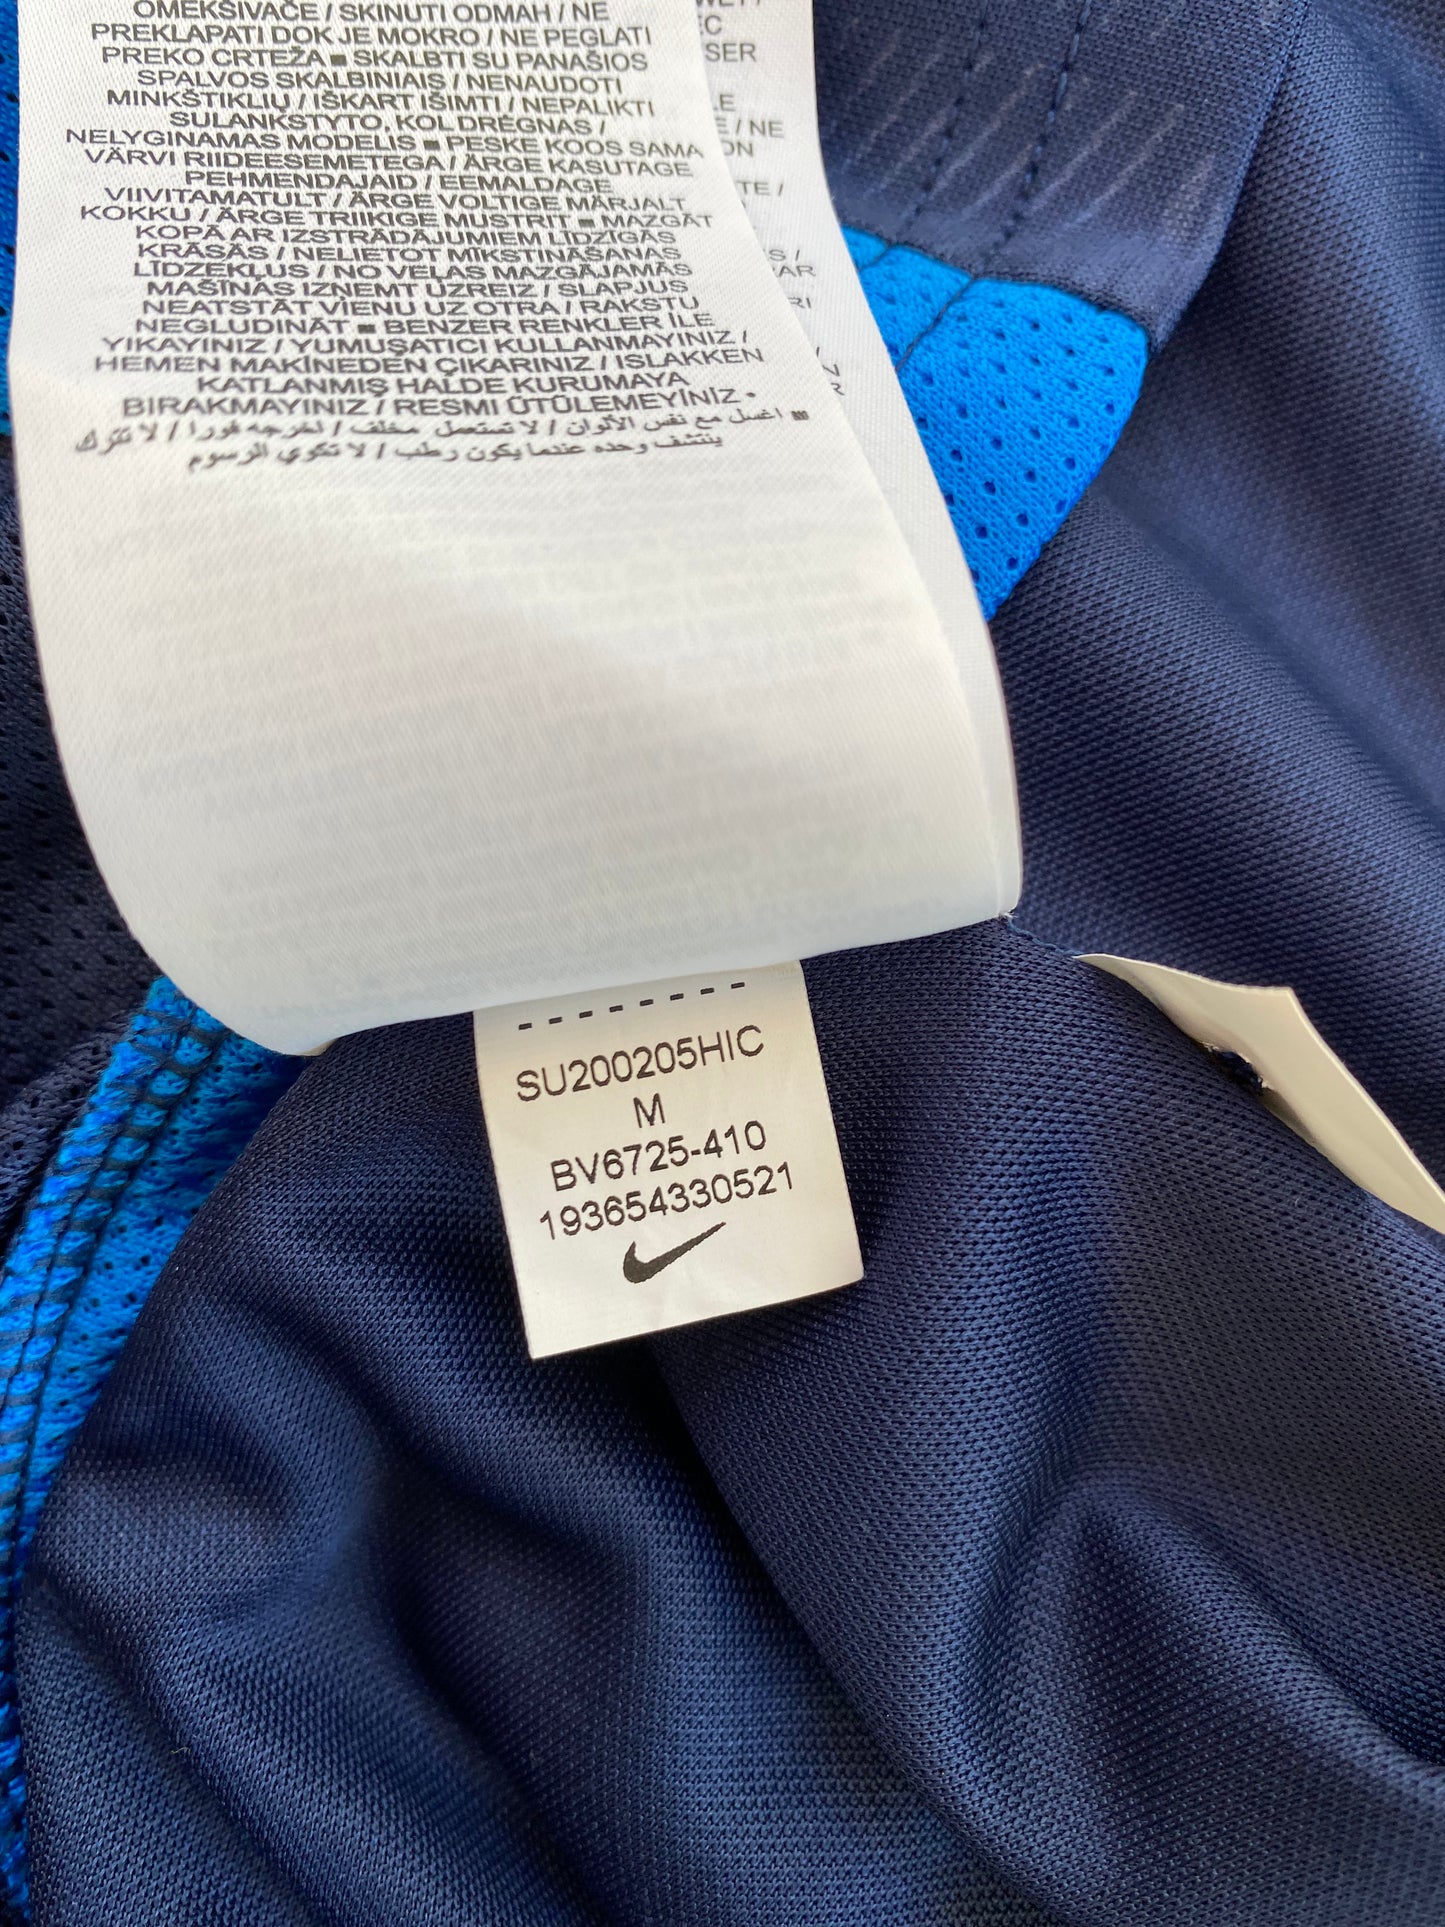 OMEKŠIVAČE / SKINUTI ODMAH / NE
PREKLAPATI DOK JE MOKRO / NE PEGLATI
PREKO CRTEŽA ■ SKALBTI SU PANAŠIOS
SPALVOS SKALBINIAIS / NENAUDOTI
MINKŠTIKLIŲ / IŠKART IŠIMTI / NEPALIKTI
SULANKSTYTO, KOL DRĖGNAS /
NELYGINAMAS MODELIS ■ PESKE KOOS SAMA
VÄRVI RIIDEESEMETEGA / ÄRGE KASUTAGE
PEHMENDAJAID / EEMALDAGE
VIIVITAMATULT / ÄRGE VOLTIGE MÄRJALT
KOKKU / ÄRGE TRIIKIGE MUSTRIT ■ MAZGĀT
KOPĀ AR IZSTRĀDĀJUMIEM LĪDZĪGĀS
KRĀSĀS / NELIETOT MĪKSTINĀŠANAS
LĪDZEKĻUS / NO VEĻAS MAZGĀJAMĀS
MAŠĪNAS IZŅEMT UZREIZ / SLAPJUS
NEATSTĀT VIENU UZ OTRA / RAKSTU
NEGLUDINĀT ■ BENZER RENKLER İLE
YIKAYINIZ / YUMUŞATICI KULLANMAYINIZ /
HEMEN MAKİNEDEN ÇIKARINIZ / ISLAKKEN
KATLANMIŞ HALDE KURUMAYA
BIRAKMAYINIZ / RESMI ÜTÜLEMEYİNİZ •
■ اغسل مع نفس الألوان / لا تستعمل مخلف / اخرجه فورا / لا تترك
ينتشف وحده عندما يكون رطب / لا تكوي الرسوم
- - - - - - - -
SU200205HIC
M
BV6725-410
193654330521